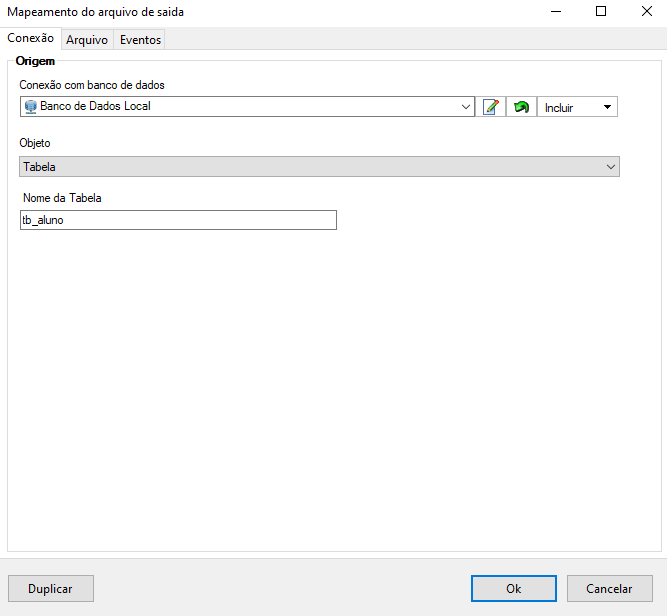 Mapeamento do arquivo de saida
Conexão Arquivo Eventos
Origem
Conexão com banco de dados
Banco de Dados Local Incluir
Objeto
Tabela
Nome da Tabela
tb_aluno
Duplicar Ok Cancelar